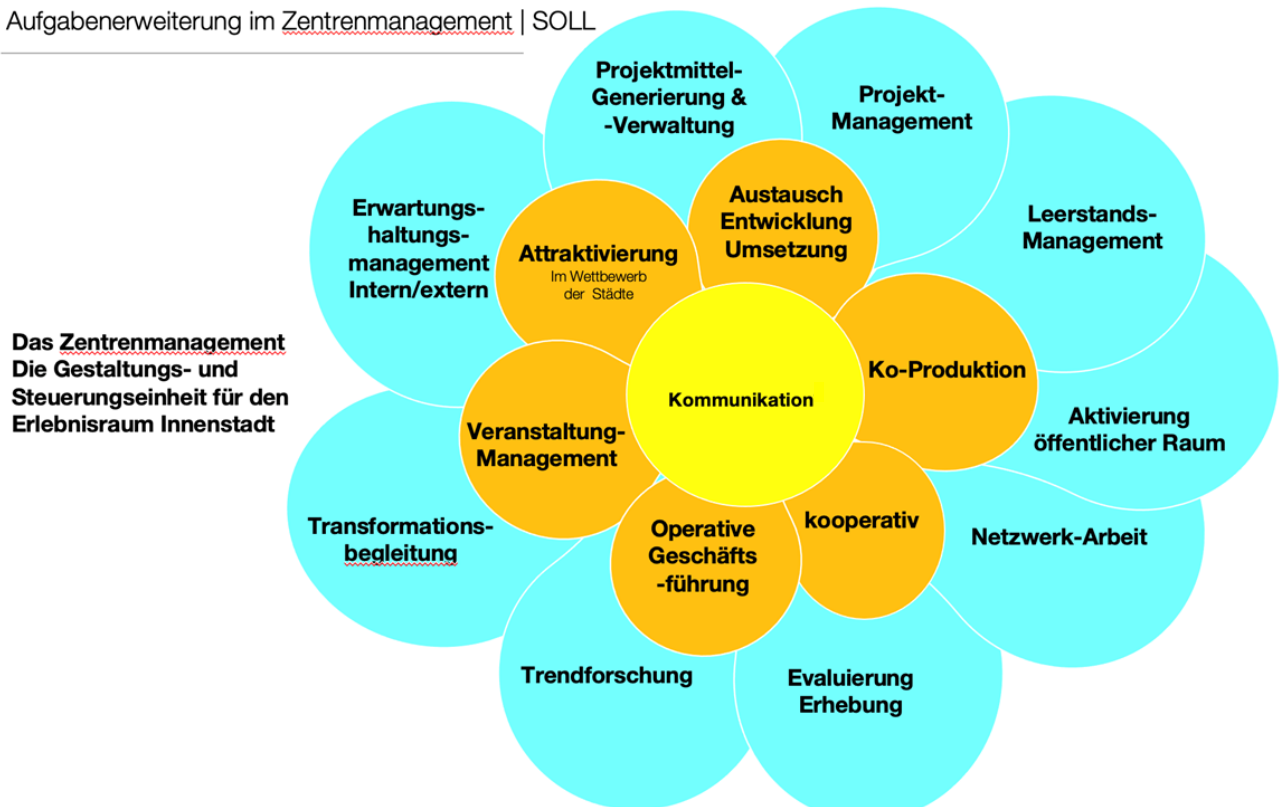 Aufgabenerweiterung im Zentrenmanagement | SOLL
Projektmittel-
Generierung &
-Verwaltung
Projekt-
Management
Erwartungs-
haltungs-
management
Intern/extern
Attraktivierung
Im Wettbewerb
der Städte
Austausch
Entwicklung
Umsetzung
Leerstands-
Management
Das Zentrenmanagement
Die Gestaltungs- und
Steuerungseinheit für den
Erlebnisraum Innenstadt
Kommunikation
Ko-Produktion
Aktivierung
öffentlicher Raum
Veranstaltung-
Management
Transformations-
begleitung
Operative
Geschäfts
-führung
kooperativ
Netzwerk-Arbeit
Trendforschung
Evaluierung
Erhebung